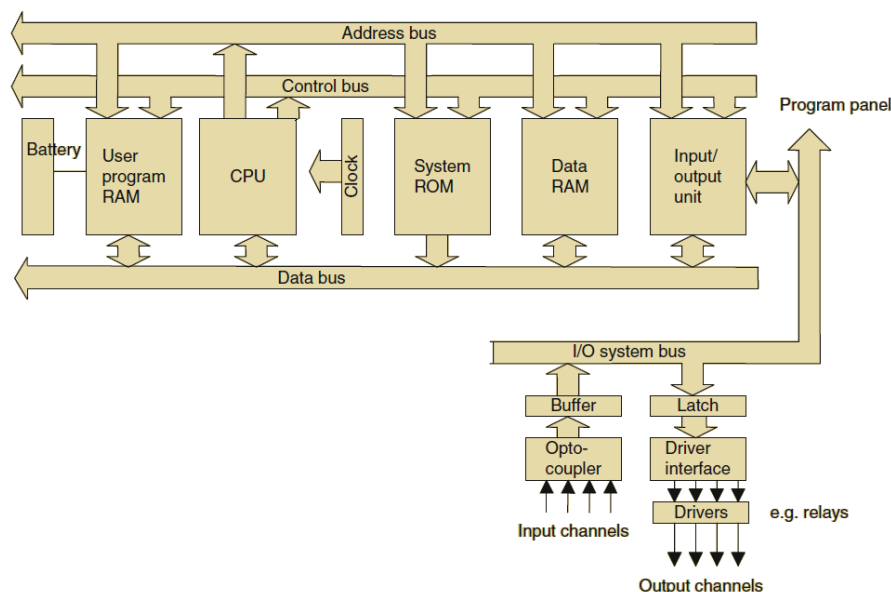 Address bus
Control bus
Program panel
Battery
User
program
RAM
CPU
Clock
System
ROM
Data
RAM
Input/
output
unit
Data bus
I/O system bus
Buffer
Latch
Opto-
coupler
Driver
interface
Drivers
e.g. relays
Input channels
Output channels